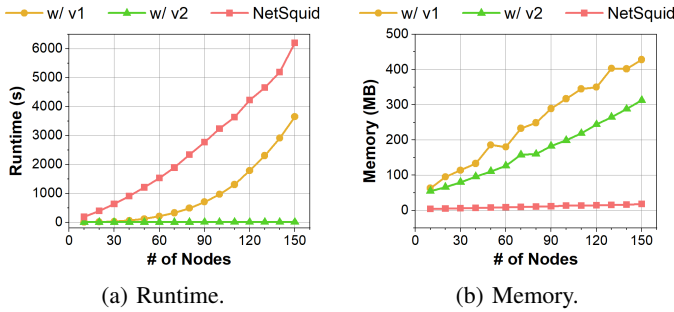 w/ v1 w/ v2 NetSquid
6000
5000
4000
3000
2000
1000
0
Runtime (s)
0 30 60 90 120 150
# of Nodes
(a) Runtime.
w/ v1 w/ v2 NetSquid
500
400
300
200
100
0
Memory (MB)
0 30 60 90 120 150
# of Nodes
(b) Memory.